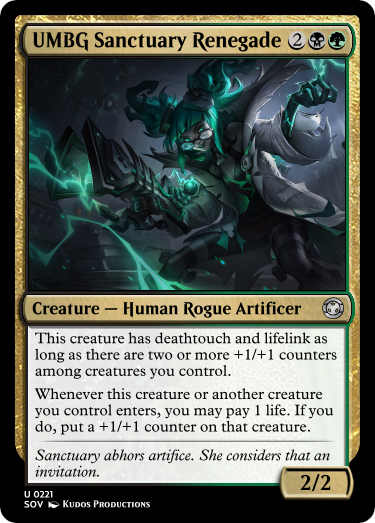 UMBG Sanctuary Renegade 2
Creature — Human Rogue Artificer
This creature has deathtouch and lifelink as
long as there are two or more +1/+1 counters
among creatures you control.
Whenever this creature or another creature
you control enters, you may pay 1 life. If you
do, put a +1/+1 counter on that creature.
Sanctuary abhors artifice. She considers that an
invitation.
2/2
U 0221
SOV Kudos Productions